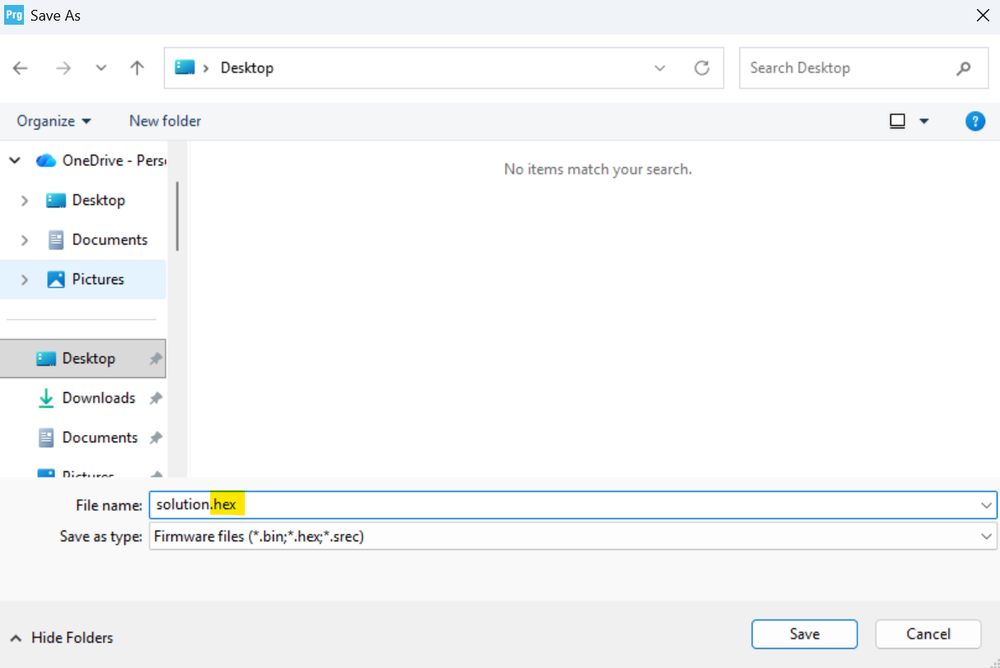 Prg Save As
Desktop
Search Desktop
Organize
New folder
?
OneDrive - Pers
No items match your search.
Desktop
Documents
Pictures
Desktop
Downloads
Documents
Pictures
File name: solution.hex
Save as type: Firmware files (*.bin;*.hex;*.srec)
Hide Folders
Save
Cancel